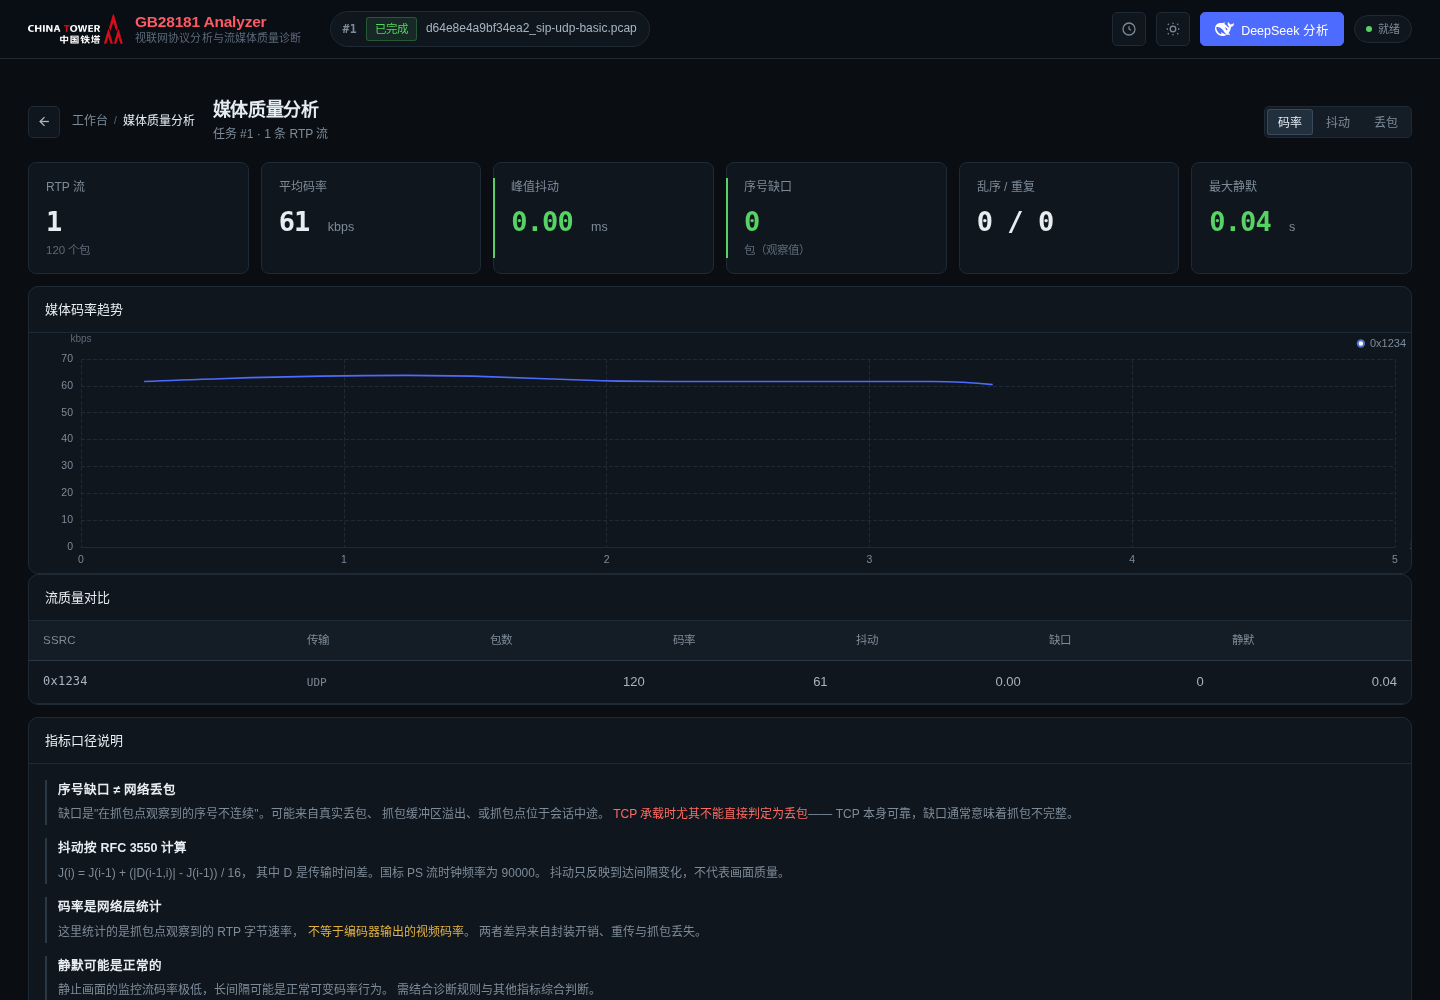 CHINA TOWER
中国铁塔
GB28181 Analyzer
视联网协议分析与流媒体质量诊断
#1 已完成 d64e8e4a9bf34ea2_sip-udp-basic.pcap
DeepSeek 分析
就绪
工作台 / 媒体质量分析
媒体质量分析
任务 #1 · 1 条 RTP 流
码率 抖动 丢包
RTP 流
1
120 个包
平均码率
61 kbps
峰值抖动
0.00 ms
序号缺口
0
包（观察值）
乱序 / 重复
0 / 0
最大静默
0.04 s
媒体码率趋势
kbps
0x1234
70
60
50
40
30
20
10
0
0 1 2 3 4 5
流质量对比
SSRC 传输 包数 码率 抖动 缺口 静默
0x1234 UDP 120 61 0.00 0 0.04
指标口径说明
序号缺口 ≠ 网络丢包
缺口是"在抓包点观察到的序号不连续"。可能来自真实丢包、 抓包缓冲区溢出、或抓包点位于会话中途。 TCP 承载时尤其不能直接判定为丢包—— TCP 本身可靠，缺口通常意味着抓包不完整。
抖动按 RFC 3550 计算
J(i) = J(i-1) + (|D(i-1,i)| - J(i-1)) / 16， 其中 D 是传输时间差。国标 PS 流时钟频率为 90000。 抖动只反映到达间隔变化，不代表画面质量。
码率是网络层统计
这里统计的是抓包点观察到的 RTP 字节速率， 不等于编码器输出的视频码率。 两者差异来自封装开销、重传与抓包丢失。
静默可能是正常的
静止画面的监控流码率极低，长间隔可能是正常可变码率行为。 需结合诊断规则与其他指标综合判断。